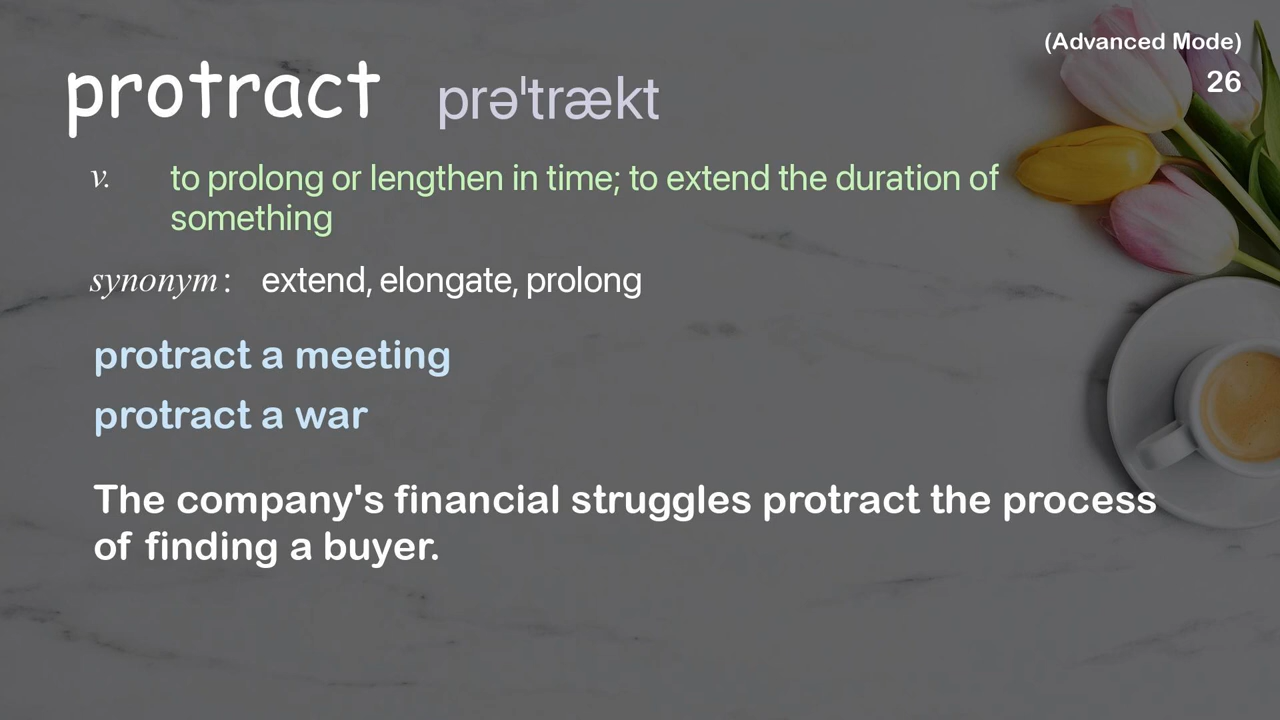 (Advanced Mode)
protract prəˈtrækt
26
v. to prolong or lengthen in time; to extend the duration of
something
synonym: extend, elongate, prolong
protract a meeting
protract a war
The company's financial struggles protract the process
of finding a buyer.